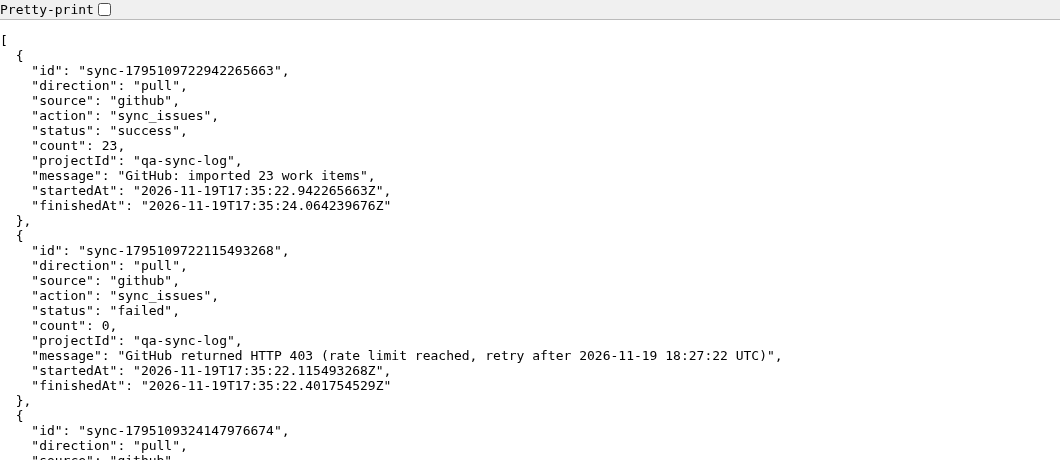 Pretty-print
[
  {
    "id": "sync-1795109722942265663",
    "direction": "pull",
    "source": "github",
    "action": "sync_issues",
    "status": "success",
    "count": 23,
    "projectId": "qa-sync-log",
    "message": "GitHub: imported 23 work items",
    "startedAt": "2026-11-19T17:35:22.942265663Z",
    "finishedAt": "2026-11-19T17:35:24.064239676Z"
  },
  {
    "id": "sync-1795109722115493268",
    "direction": "pull",
    "source": "github",
    "action": "sync_issues",
    "status": "failed",
    "count": 0,
    "projectId": "qa-sync-log",
    "message": "GitHub returned HTTP 403 (rate limit reached, retry after 2026-11-19 18:27:22 UTC)",
    "startedAt": "2026-11-19T17:35:22.115493268Z",
    "finishedAt": "2026-11-19T17:35:22.401754529Z"
  },
  {
    "id": "sync-1795109324147976674",
    "direction": "pull",
    "source": "github",